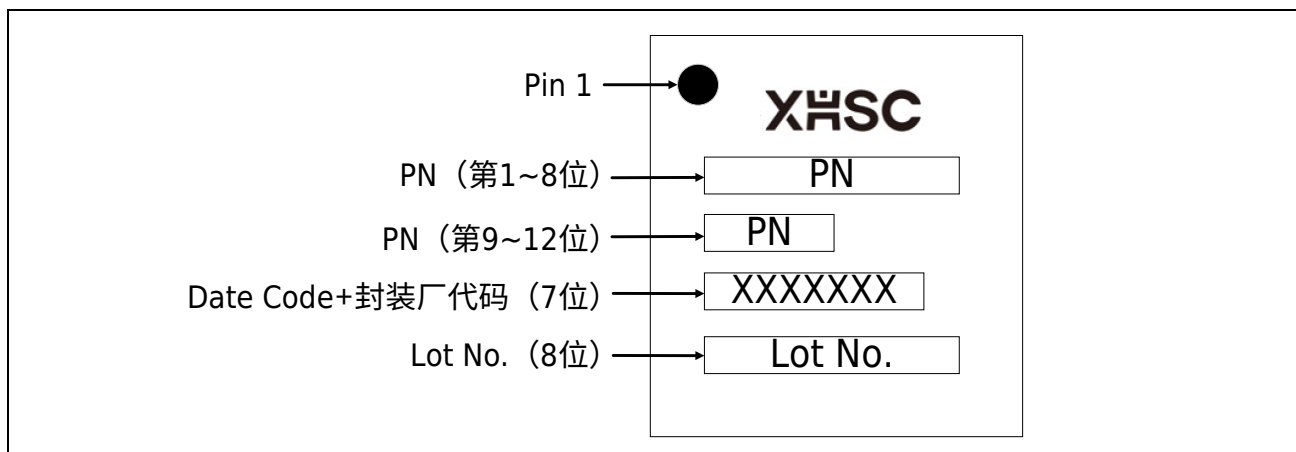 Pin 1
XHSC
PN（第1~8位） PN
PN（第9~12位） PN
Date Code+封装厂代码（7位） XXXXXXX
Lot No.（8位） Lot No.